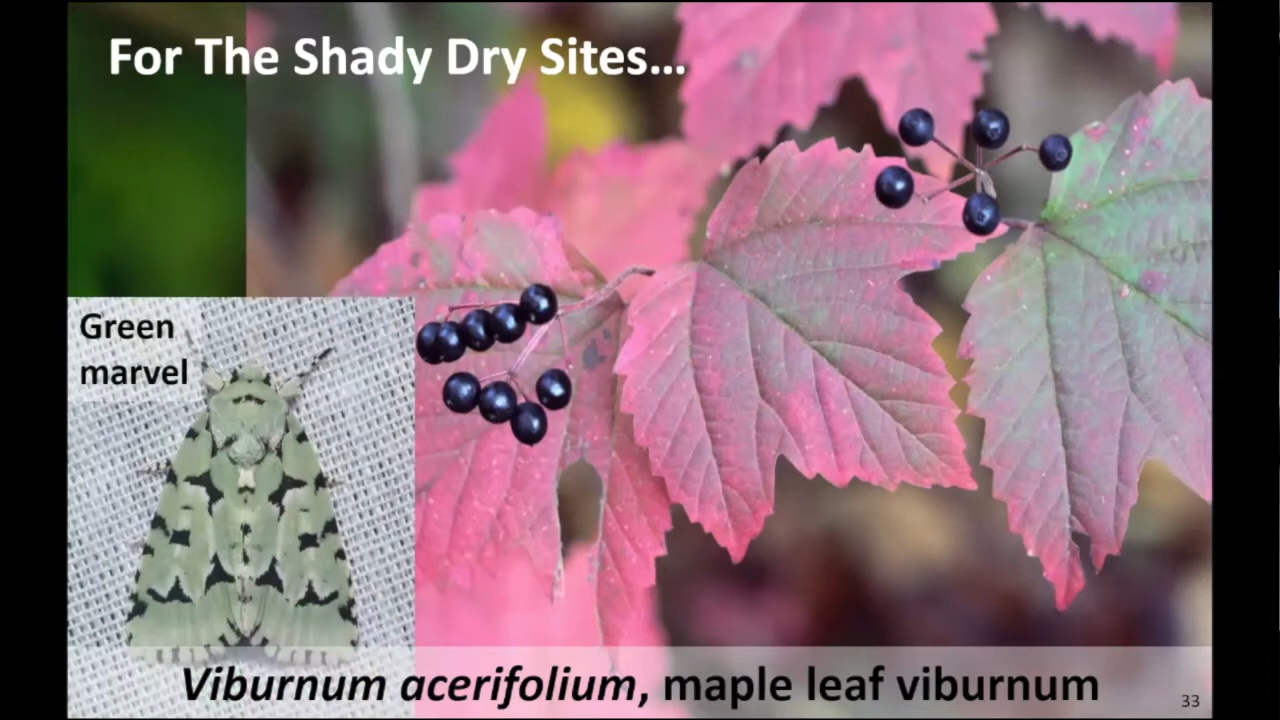 For The Shady Dry Sites...
Green
marvel
Viburnum acerifolium, maple leaf viburnum
33